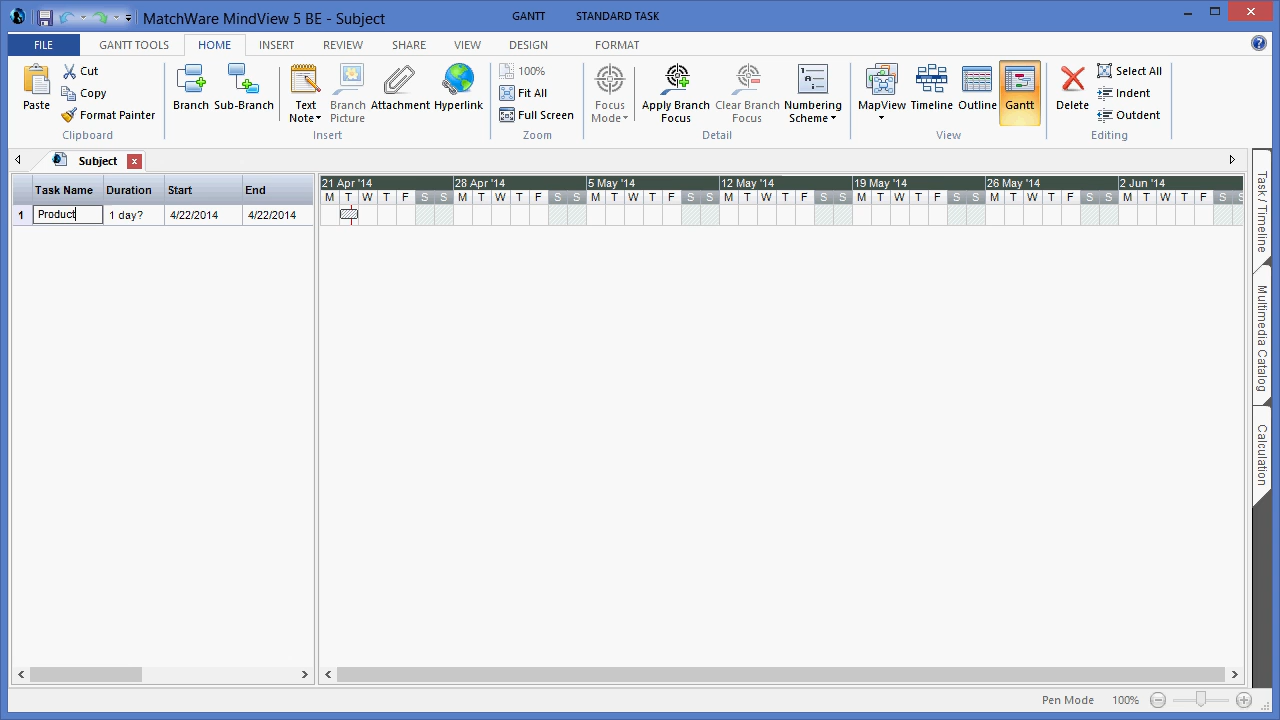 MatchWare MindView 5 BE - Subject
GANTT STANDARD TASK
FILE GANTT TOOLS HOME INSERT REVIEW SHARE VIEW DESIGN FORMAT
Paste
Cut
Copy
Format Painter
Clipboard
Branch
Sub-Branch
Text Note
Branch Picture
Attachment
Hyperlink
Insert
100%
Fit All
Full Screen
Zoom
Focus Mode
Apply Branch Focus
Clear Branch Focus
Numbering Scheme
Detail
MapView
Timeline
Outline
Gantt
View
Delete
Select All
Indent
Outdent
Editing
Subject x
Task Name Duration Start End
1 Product 1 day? 4/22/2014 4/22/2014
21 Apr '14 28 Apr '14 5 May '14 12 May '14 19 May '14 26 May '14 2 Jun '14
M T W T F S S M T W T F S S M T W T F S S M T W T F S S M T W T F S S M T W T F S S M T W T F S S
Task / Timeline
Multimedia Catalog
Calculation
Pen Mode 100%